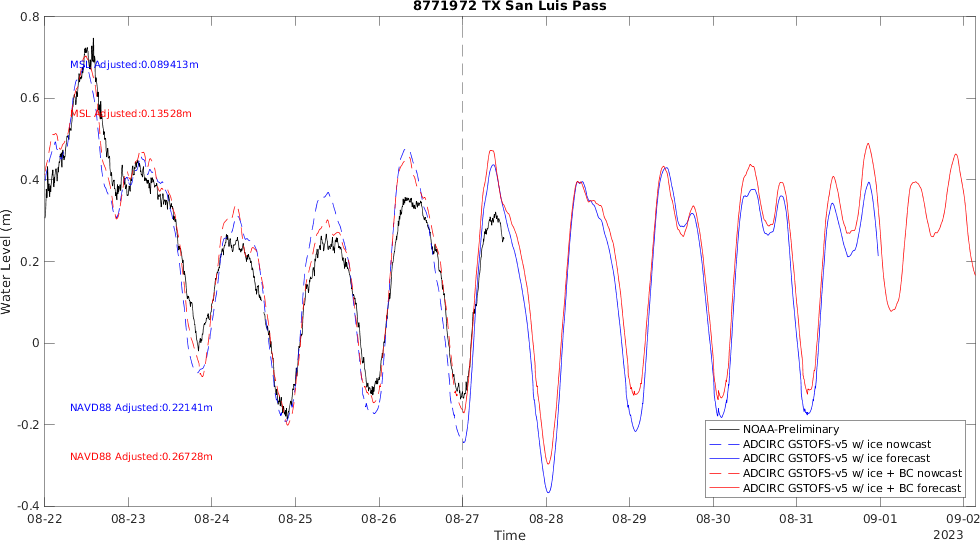 8771972 TX San Luis Pass
Water Level (m)
0.8
0.6
0.4
0.2
0
-0.2
-0.4
MSL Adjusted:0.089413m
MSL Adjusted:0.13528m
NAVD88 Adjusted:0.22141m
NAVD88 Adjusted:0.26728m
NOAA-Preliminary
ADCIRC GSTOFS-v5 w/ ice nowcast
ADCIRC GSTOFS-v5 w/ ice forecast
ADCIRC GSTOFS-v5 w/ ice + BC nowcast
ADCIRC GSTOFS-v5 w/ ice + BC forecast
08-22 08-23 08-24 08-25 08-26 08-27 08-28 08-29 08-30 08-31 09-01 09-02
Time
2023